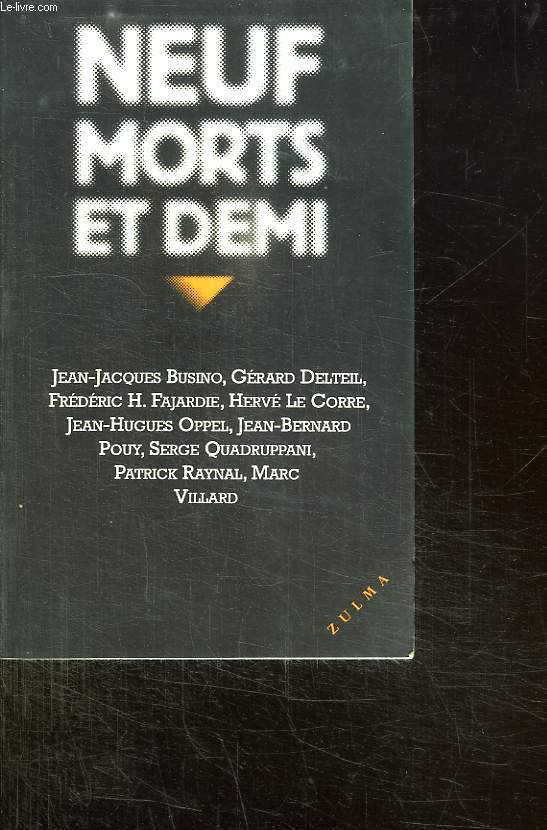 Le-livre.com
NEUF
MORTS
ET DEMI
JEAN-JACQUES BUSINO, GÉRARD DELTEIL,
FRÉDÉRIC H. FAJARDIE, HERVÉ LE CORRE,
JEAN-HUGUES OPPEL, JEAN-BERNARD
POUY, SERGE QUADRUPPANI,
PATRICK RAYNAL, MARC
VILLARD
ZULMA